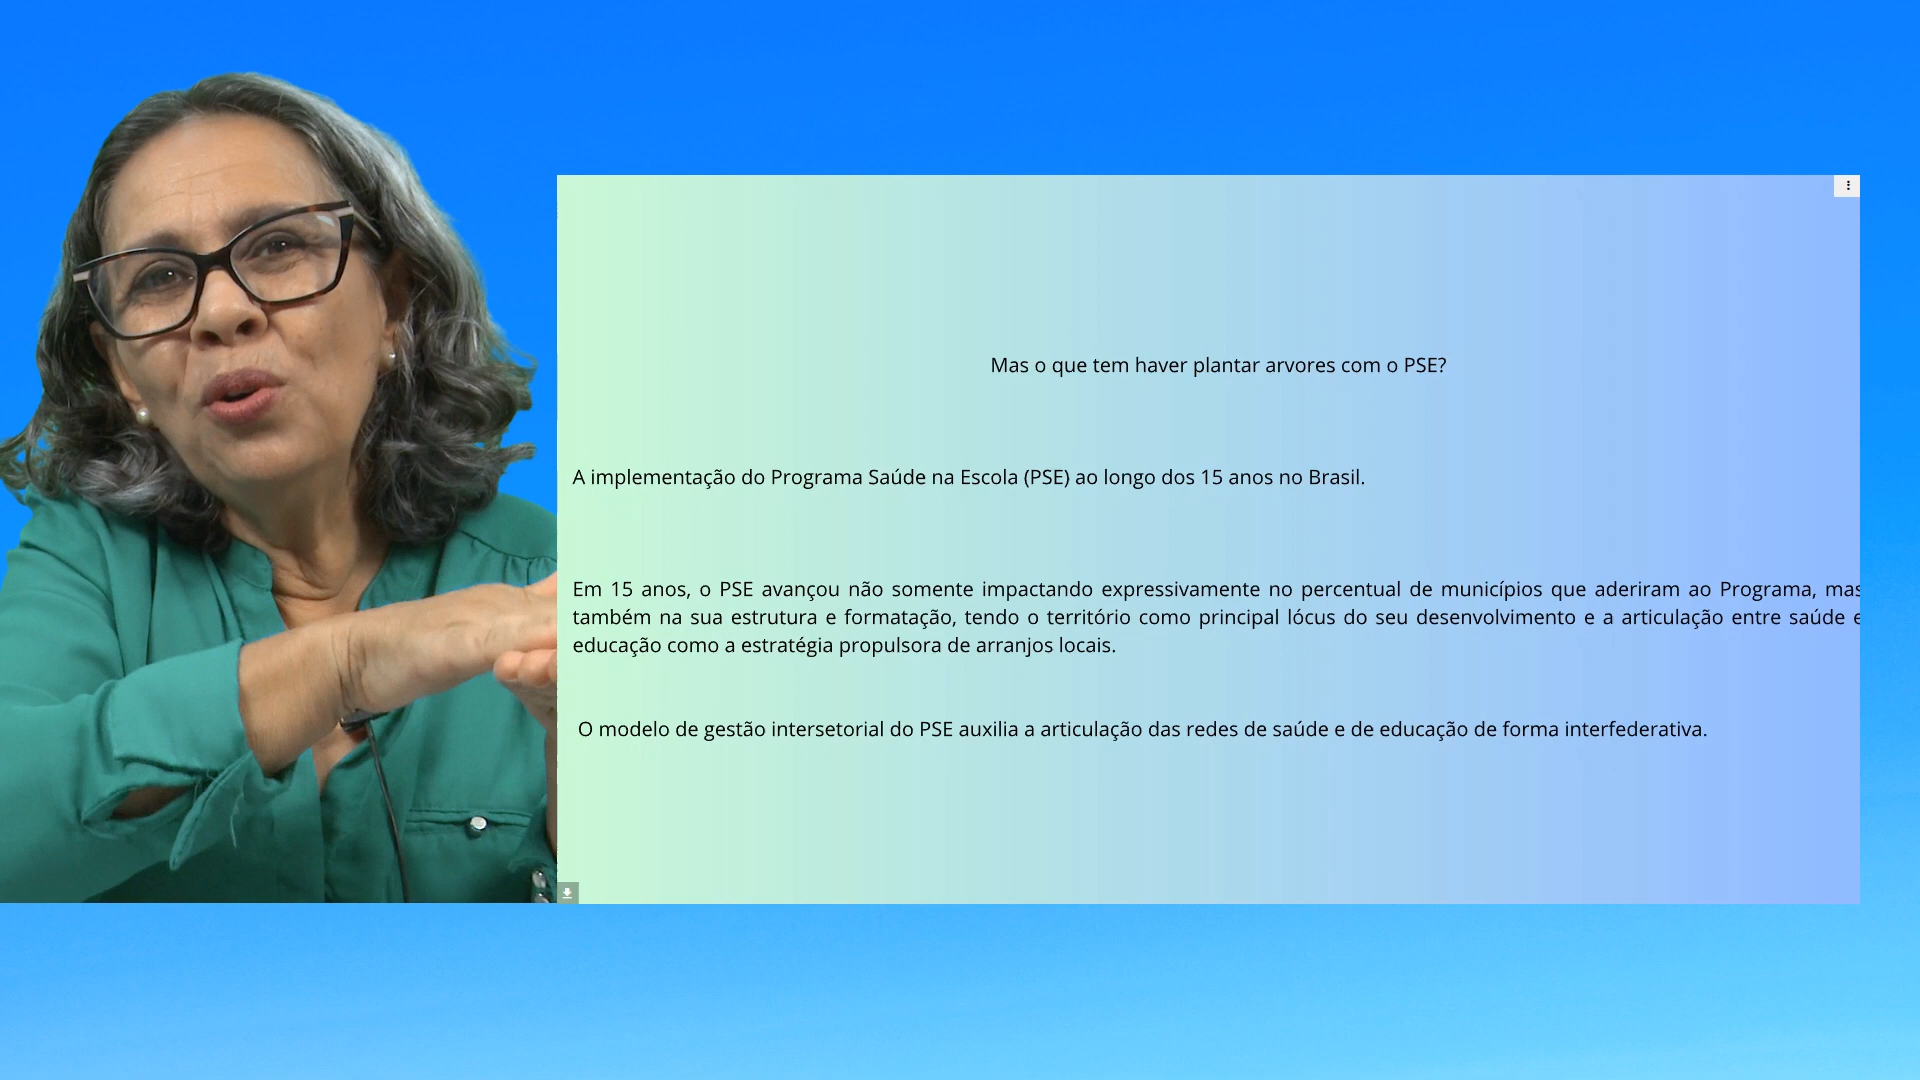 Mas o que tem haver plantar arvores com o PSE?
A implementação do Programa Saúde na Escola (PSE) ao longo dos 15 anos no Brasil.
Em 15 anos, o PSE avançou não somente impactando expressivamente no percentual de municípios que aderiram ao Programa, mas
também na sua estrutura e formatação, tendo o território como principal lócus do seu desenvolvimento e a articulação entre saúde e
educação como a estratégia propulsora de arranjos locais.
O modelo de gestão intersetorial do PSE auxilia a articulação das redes de saúde e de educação de forma interfederativa.